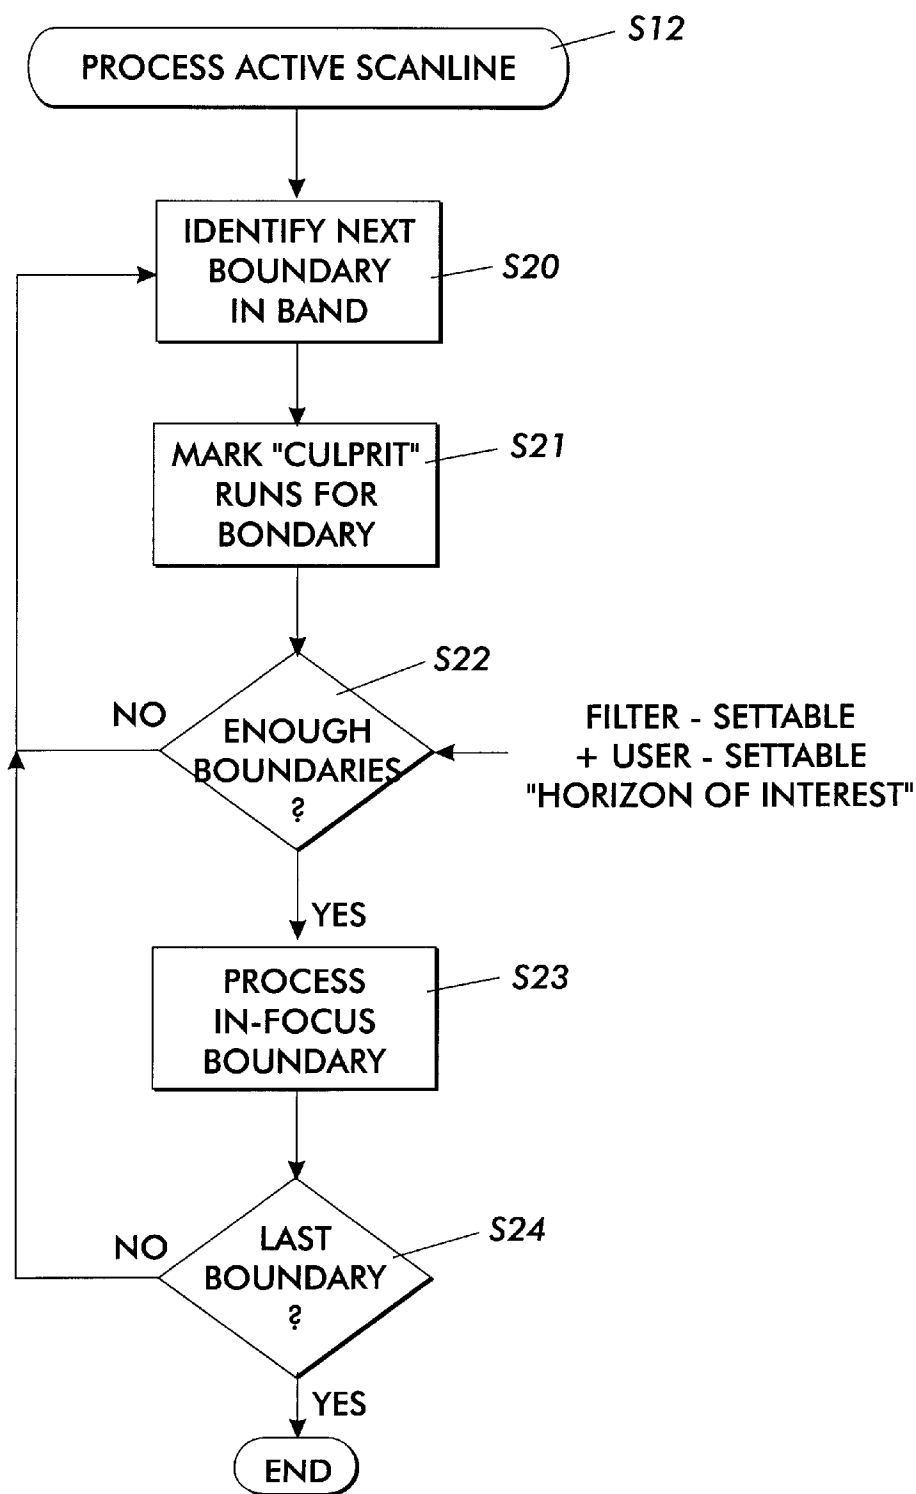 S12
PROCESS ACTIVE SCANLINE
IDENTIFY NEXT
BOUNDARY
IN BAND
S20
MARK "CULPRIT"
RUNS FOR
BONDARY
S21
S22
NO
ENOUGH
BOUNDARIES
?
FILTER - SETTABLE
+ USER - SETTABLE
"HORIZON OF INTEREST"
YES
PROCESS
IN-FOCUS
BOUNDARY
S23
S24
NO
LAST
BOUNDARY
?
YES
END